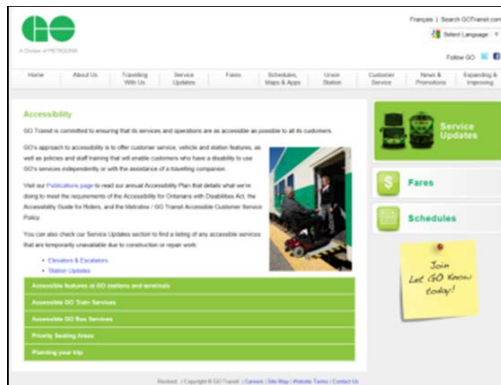 Français | Search GOTransit.com
Select Language ▼
GO
A Division of METROLINX
Follow GO
Home
About Us
Travelling With Us
Service Updates
Fares
Schedules, Maps & Apps
Union Station
Customer Service
News & Promotions
Expanding & Improving
Accessibility
GO Transit is committed to ensuring that its services and operations are as accessible as possible to all its customers.
GO's approach to accessibility is to offer customer service, vehicle and station features, as
well as policies and staff training that will enable customers who have a disability to use
GO's services independently or with the assistance of a travelling companion.
Visit our Publications page to read our annual Accessibility Plan that details what we're
doing to meet the requirements of the Accessibility for Ontarians with Disabilities Act, the
Accessibility Guide for Riders, and the Metrolinx / GO Transit Accessible Customer Service
Policy.
You can also check our Service Updates section to find a listing of any accessible services
that are temporarily unavailable due to construction or repair work.
• Elevators & Escalators
• Station Updates
Accessible features at GO stations and terminals
Accessible GO Train Services
Accessible GO Bus Services
Priority Seating Areas
Planning your trip
Service Updates
$ Fares
Schedules
Join
Let GO Know
today!
| Copyright © GO Transit | Careers | Site Map | Website Terms | Contact Us